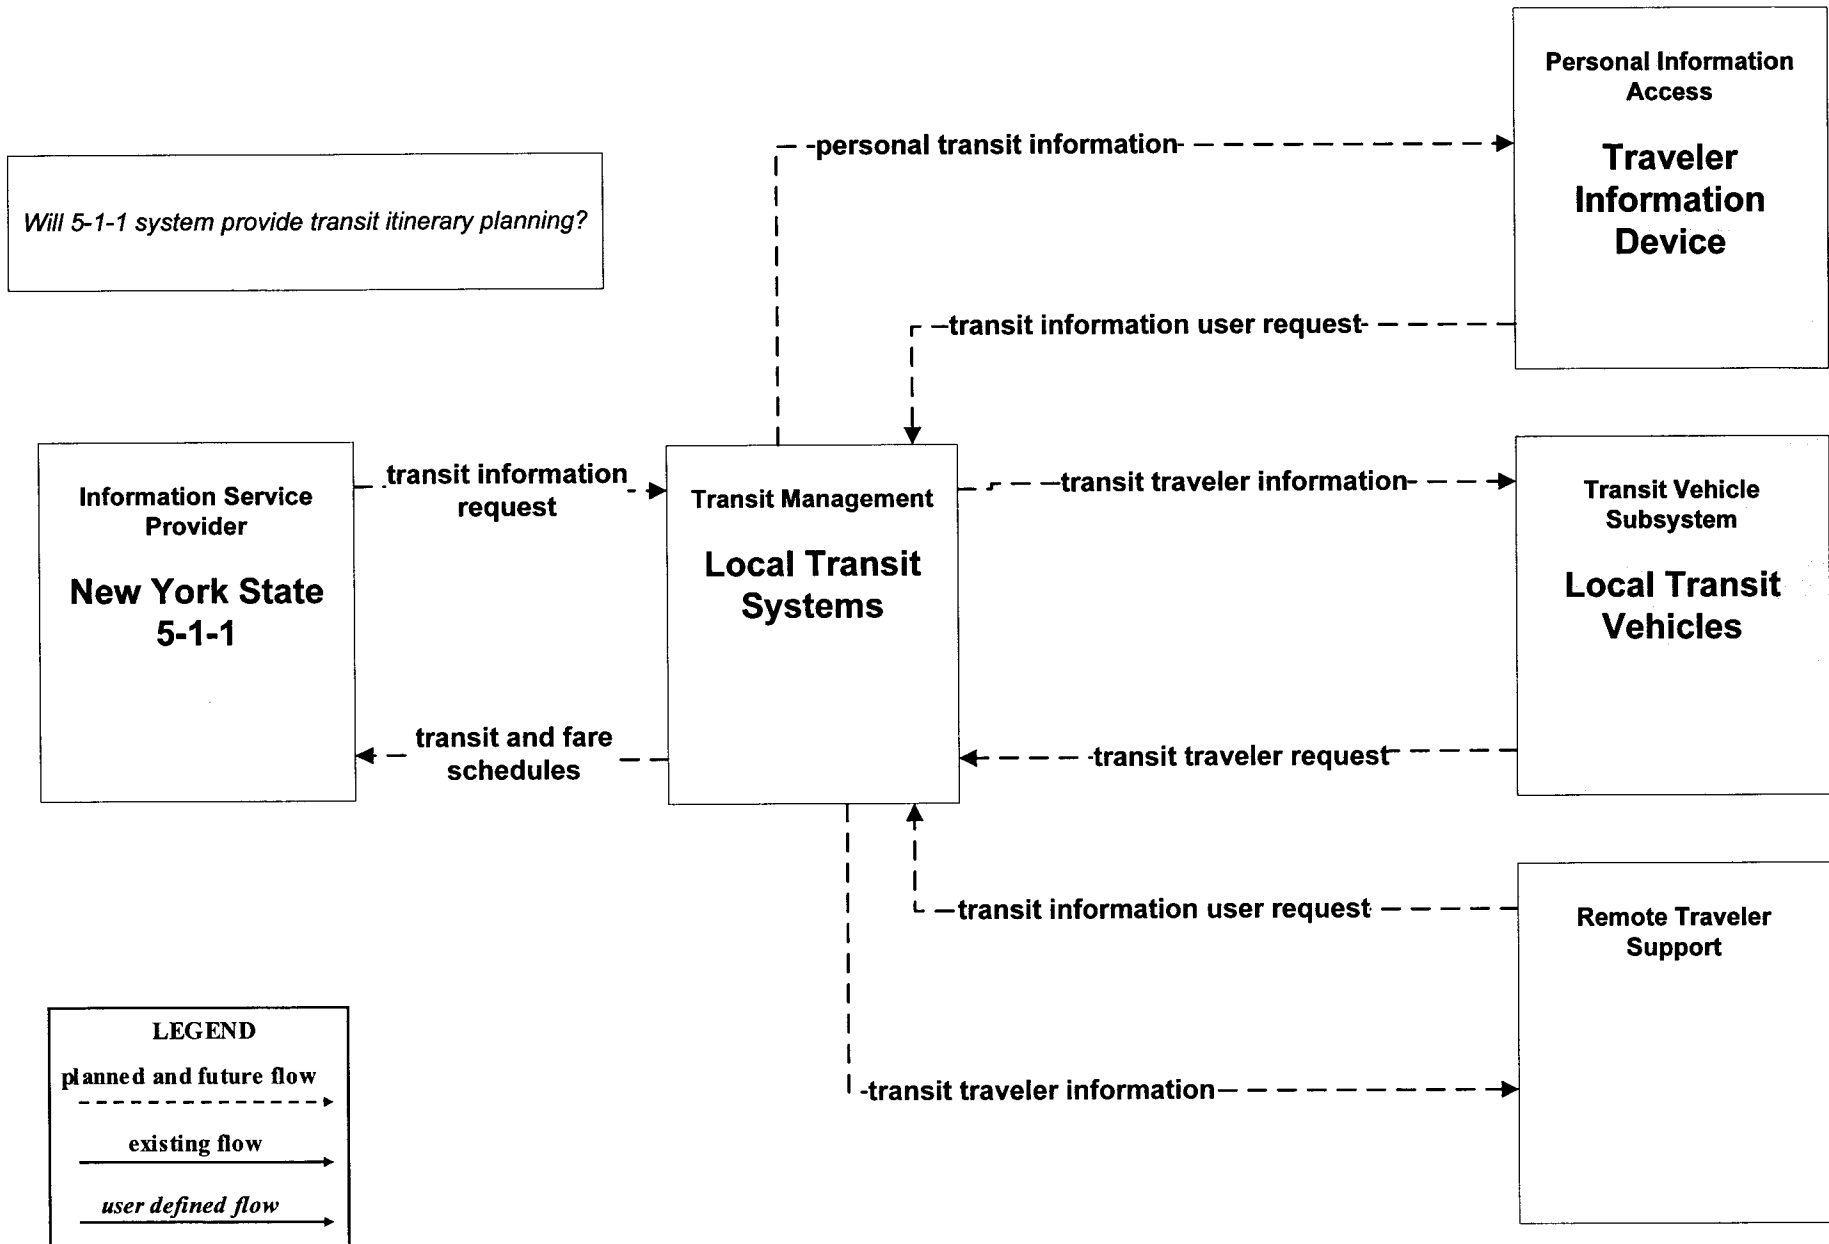 Personal Information
Access
Traveler
Information
Device
personal transit information
Will 5-1-1 system provide transit itinerary planning?
transit information user request
Information Service
Provider
New York State
5-1-1
transit information
request
Transit Management
Local Transit
Systems
transit traveler information
Transit Vehicle
Subsystem
Local Transit
Vehicles
transit and fare
schedules
transit traveler request
transit information user request
Remote Traveler
Support
transit traveler information
LEGEND
planned and future flow
existing flow
user defined flow